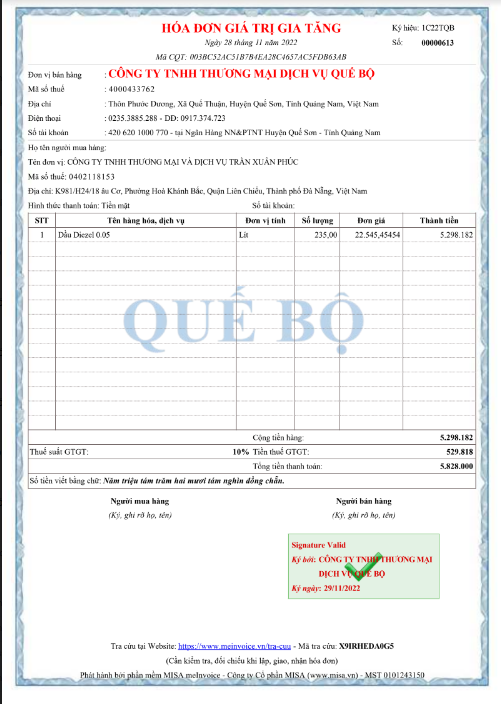 HÓA ĐƠN GIÁ TRỊ GIA TĂNG
Ký hiệu: 1C22TQB
Ngày 28 tháng 11 năm 2022
Số: 00000613
Mã CQT: 003BC52AC51B7B4EA28C4657AC5FDB63AB
Đơn vị bán hàng : CÔNG TY TNHH THƯƠNG MẠI DỊCH VỤ QUẾ BỘ
Mã số thuế : 4000433762
Địa chỉ : Thôn Phước Dương, Xã Quế Thuận, Huyện Quế Sơn, Tỉnh Quảng Nam, Việt Nam
Điện thoại : 0235.3885.288 - DD: 0917.374.723
Số tài khoản : 420 620 1000 770 - tại Ngân Hàng NN&PTNT Huyện Quế Sơn - Tỉnh Quảng Nam
Họ tên người mua hàng:
Tên đơn vị: CÔNG TY TNHH THƯƠNG MẠI VÀ DỊCH VỤ TRẦN XUÂN PHÚC
Mã số thuế: 0402118153
Địa chỉ: K981/H24/18 âu Cơ, Phường Hoà Khánh Bắc, Quận Liên Chiểu, Thành phố Đà Nẵng, Việt Nam
Hình thức thanh toán: Tiền mặt Số tài khoản:
STT Tên hàng hóa, dịch vụ Đơn vị tính Số lượng Đơn giá Thành tiền
1 Dầu Diezel 0.05 Lít 235,00 22.545,45454 5.298.182
QUẾ BỘ
Cộng tiền hàng: 5.298.182
Thuế suất GTGT: 10% Tiền thuế GTGT: 529.818
Tổng tiền thanh toán: 5.828.000
Số tiền viết bằng chữ: Năm triệu tám trăm hai mươi tám nghìn đồng chẵn.
Người mua hàng Người bán hàng
(Ký, ghi rõ họ, tên) (Ký, ghi rõ họ, tên)
Signature Valid
Ký bởi: CÔNG TY TNHH THƯƠNG MẠI
DỊCH VỤ QUẾ BỘ
Ký ngày: 29/11/2022
Tra cứu tại Website: https://www.meinvoice.vn/tra-cuu - Mã tra cứu: X9IRHEDA0G5
(Cần kiểm tra, đối chiếu khi lập, giao, nhận hóa đơn)
Phát hành bởi phần mềm MISA meInvoice - Công ty Cổ phần MISA (www.misa.vn) - MST 0101243150